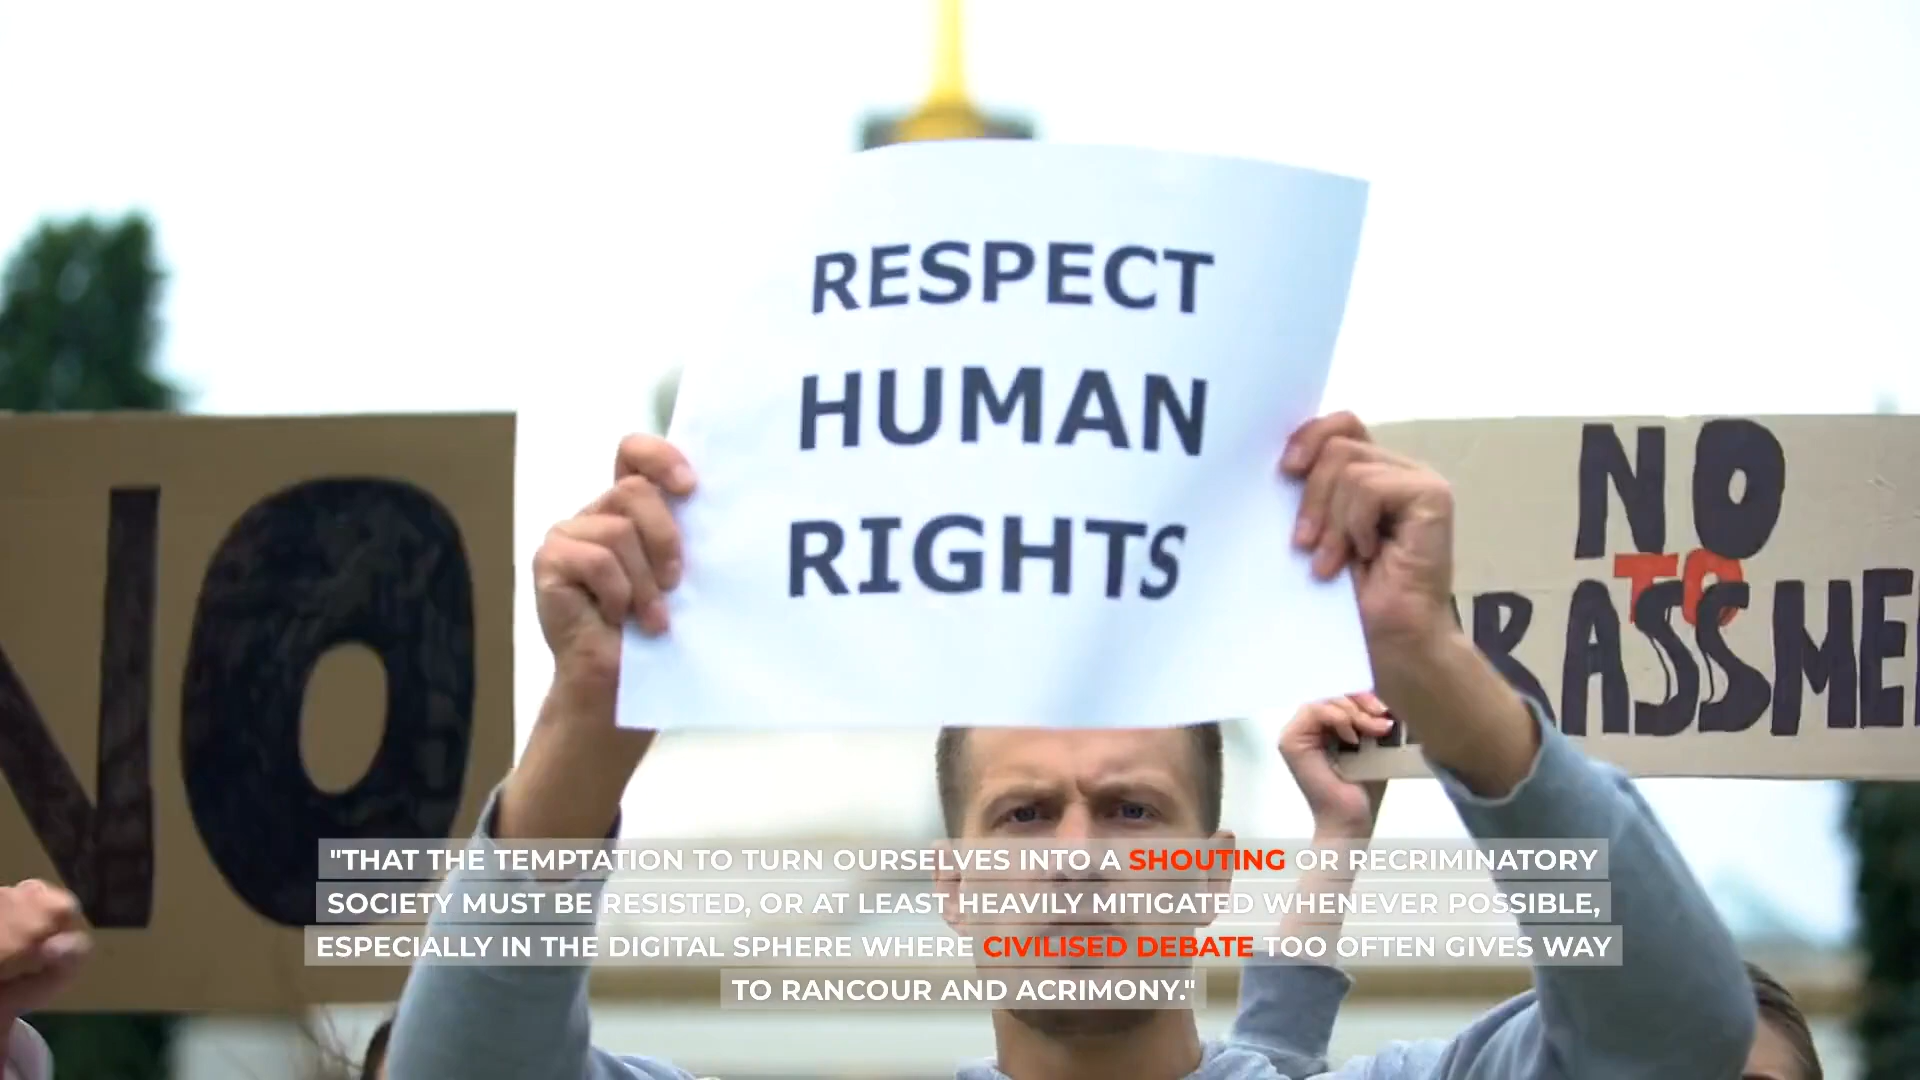 RESPECT
HUMAN
RIGHTS
NO
NO
TO
"THAT THE TEMPTATION TO TURN OURSELVES INTO A SHOUTING OR RECRIMINATORY
SOCIETY MUST BE RESISTED, OR AT LEAST HEAVILY MITIGATED WHENEVER POSSIBLE,
ESPECIALLY IN THE DIGITAL SPHERE WHERE CIVILISED DEBATE TOO OFTEN GIVES WAY
TO RANCOUR AND ACRIMONY."